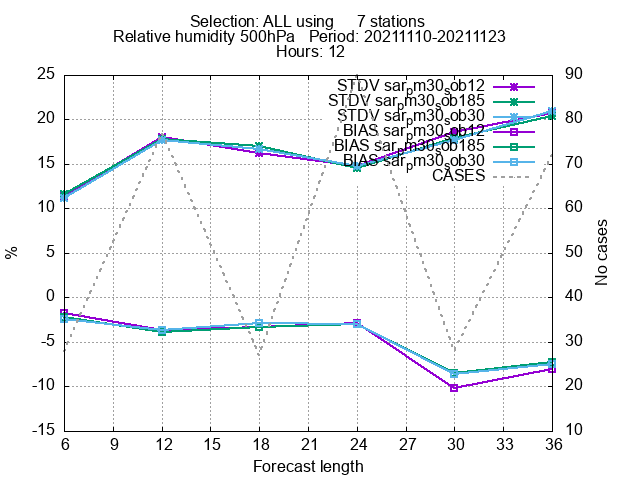 Selection: ALL using 7 stations
Relative humidity 500hPa Period: 20211110-20211123
Hours: 12
STDV sar_pm30_sob12
STDV sar_pm30_sob185
STDV sar_pm30_sob30
BIAS sar_pm30_sob12
BIAS sar_pm30_sob185
BIAS sar_pm30_sob30
CASES
25
20
15
10
5
0
-5
-10
-15
%
90
80
70
60
50
40
30
20
10
No cases
6 9 12 15 18 21 24 27 30 33 36
Forecast length